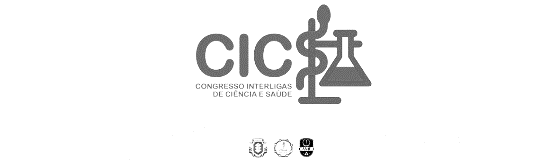 CICS
CONGRESSO INTERLIGAS
DE CIÊNCIA E SAÚDE